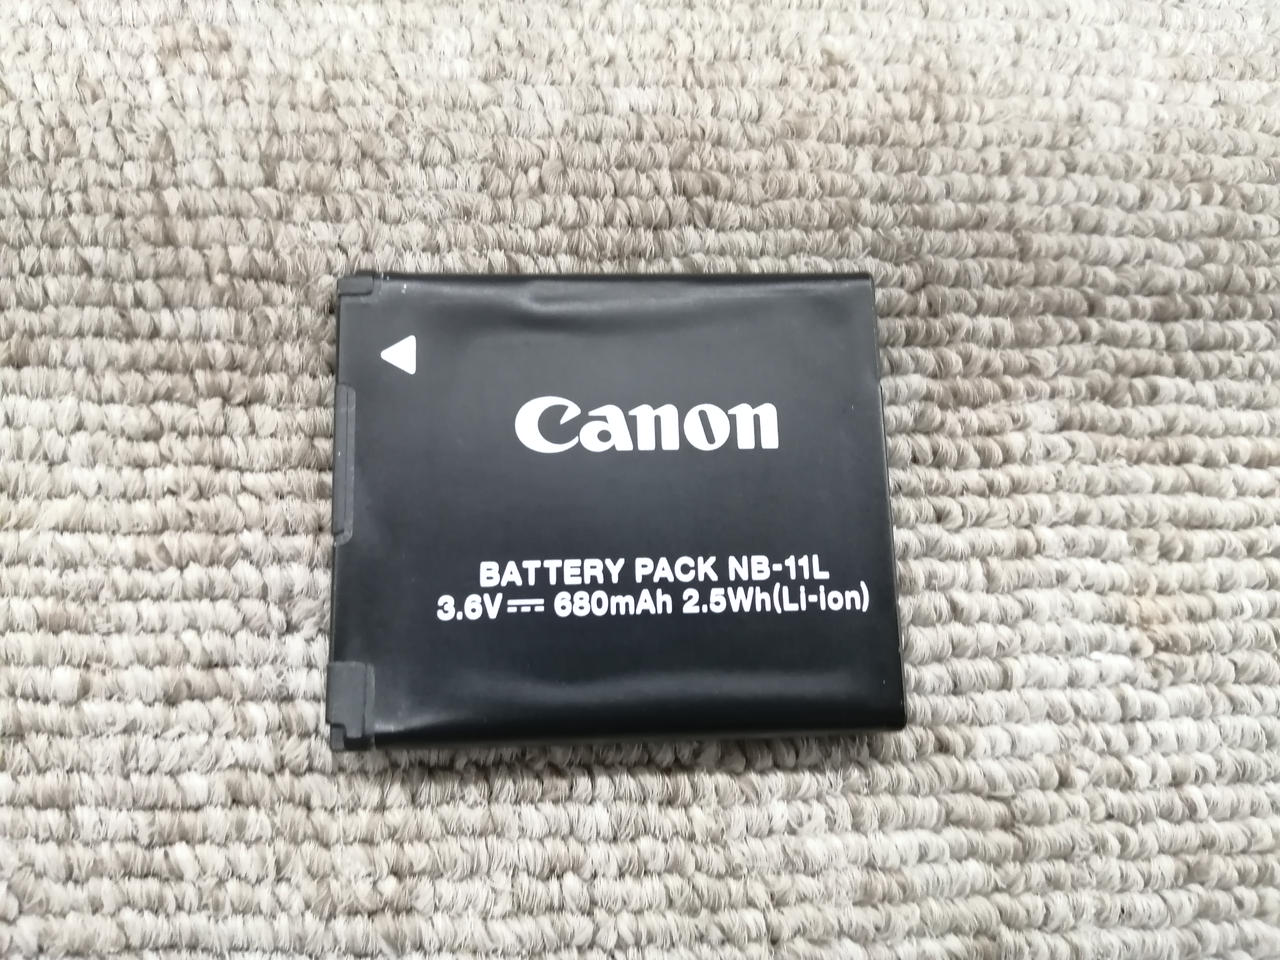 Canon
BATTERY PACK NB-11L
3.6V⎓ 680mAh 2.5Wh(Li-ion)